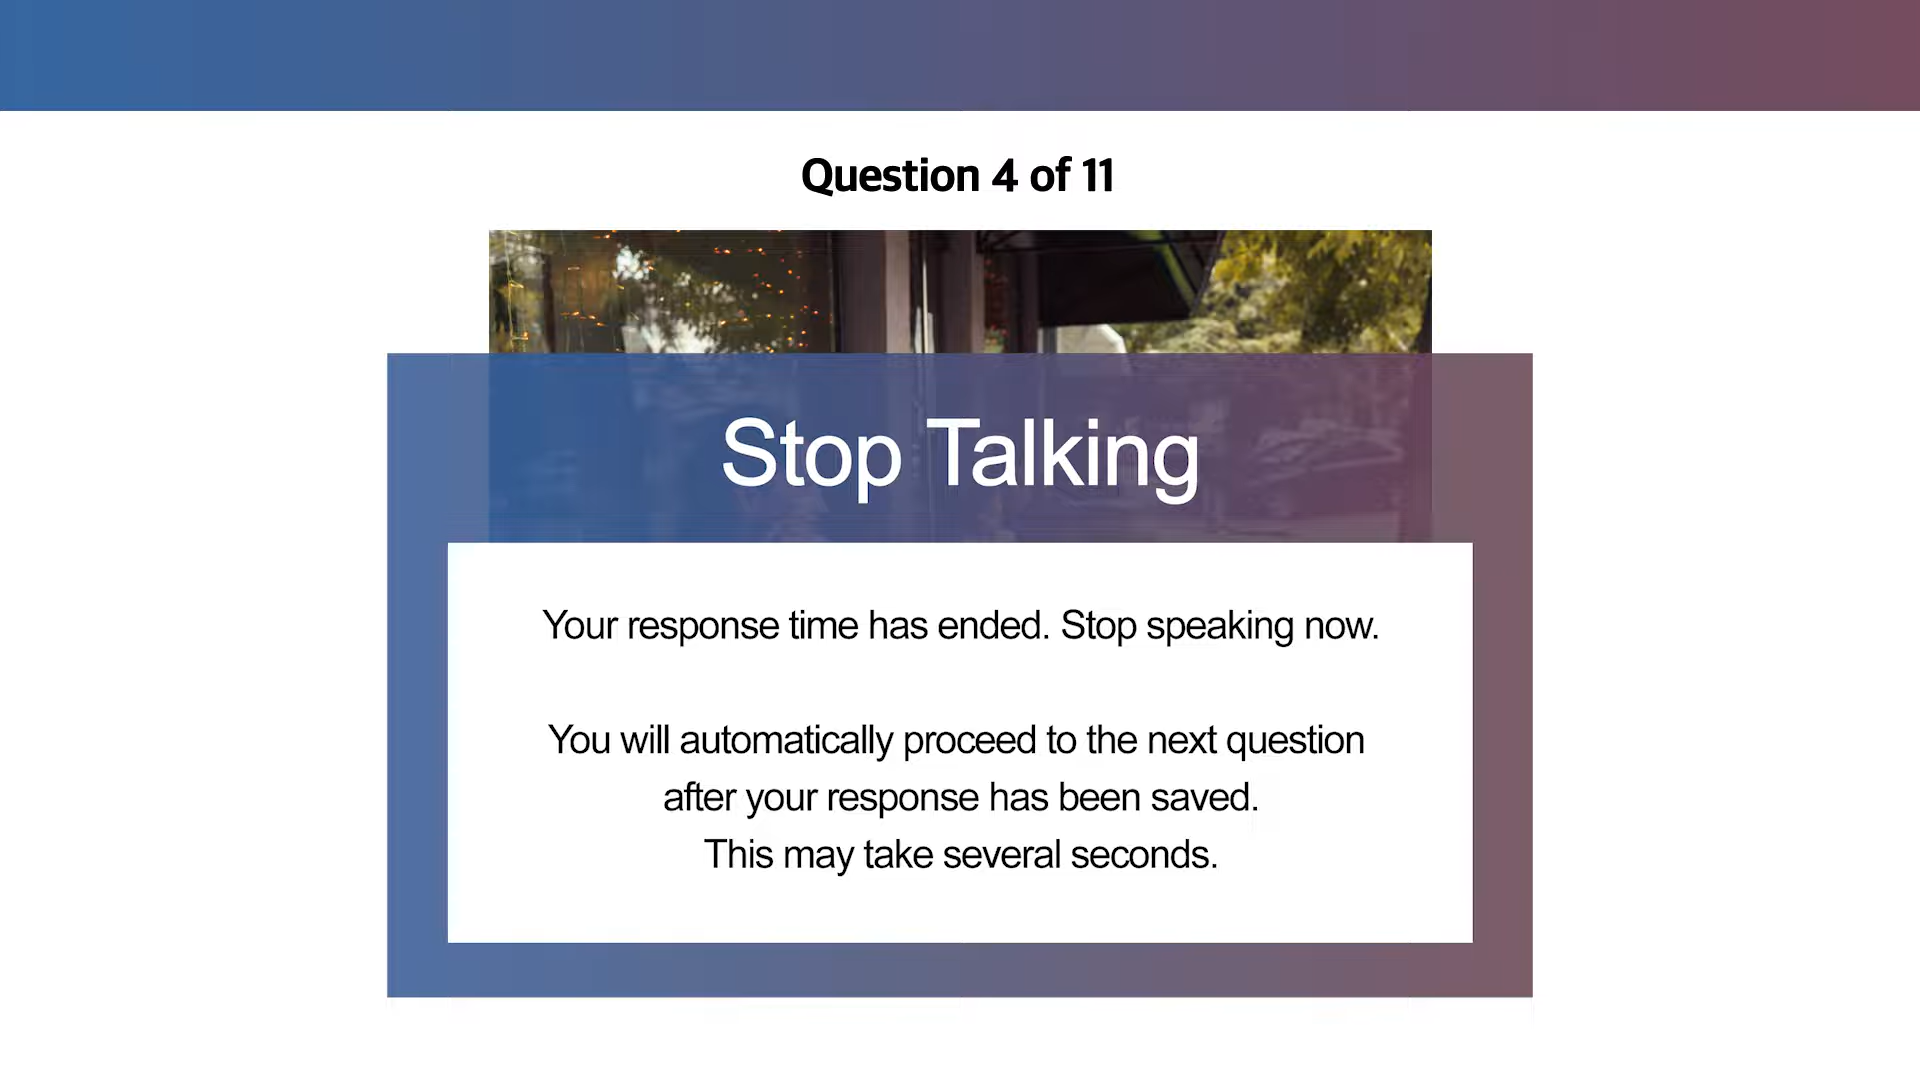 Question 4 of 11
Stop Talking
Your response time has ended. Stop speaking now.
You will automatically proceed to the next question
after your response has been saved.
This may take several seconds.